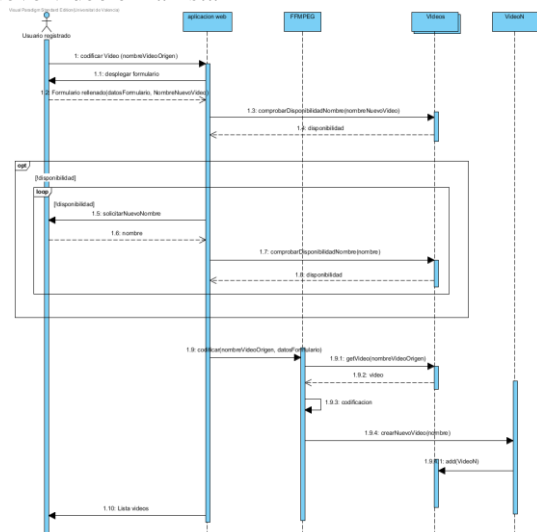 Visual Paradigm Standard Edition(Universitat de Valencia)
Usuario registrado
aplicacion web
FFMPEG
Videos
VideoN
1: codificar Video (nombreVideoOrigen)
1.1: desplegar formulario
1.2: Formulario rellenado(datosFormulario, NombreNuevoVideo)
1.3: comprobarDisponibilidadNombre(nombreNuevoVideo)
1.4: disponibilidad
opt
[!disponibilidad]
loop
[!disponibilidad]
1.5: solicitarNuevoNombre
1.6: nombre
1.7: comprobarDisponibilidadNombre(nombre)
1.8: disponibilidad
1.9: codificar(nombreVideoOrigen, datosFormulario)
1.9.1: getVideo(nombreVideoOrigen)
1.9.2: video
1.9.3: codificacion
1.9.4: crearNuevoVideo(nombre)
1.9.4.1: add(VideoN)
1.10: Lista videos